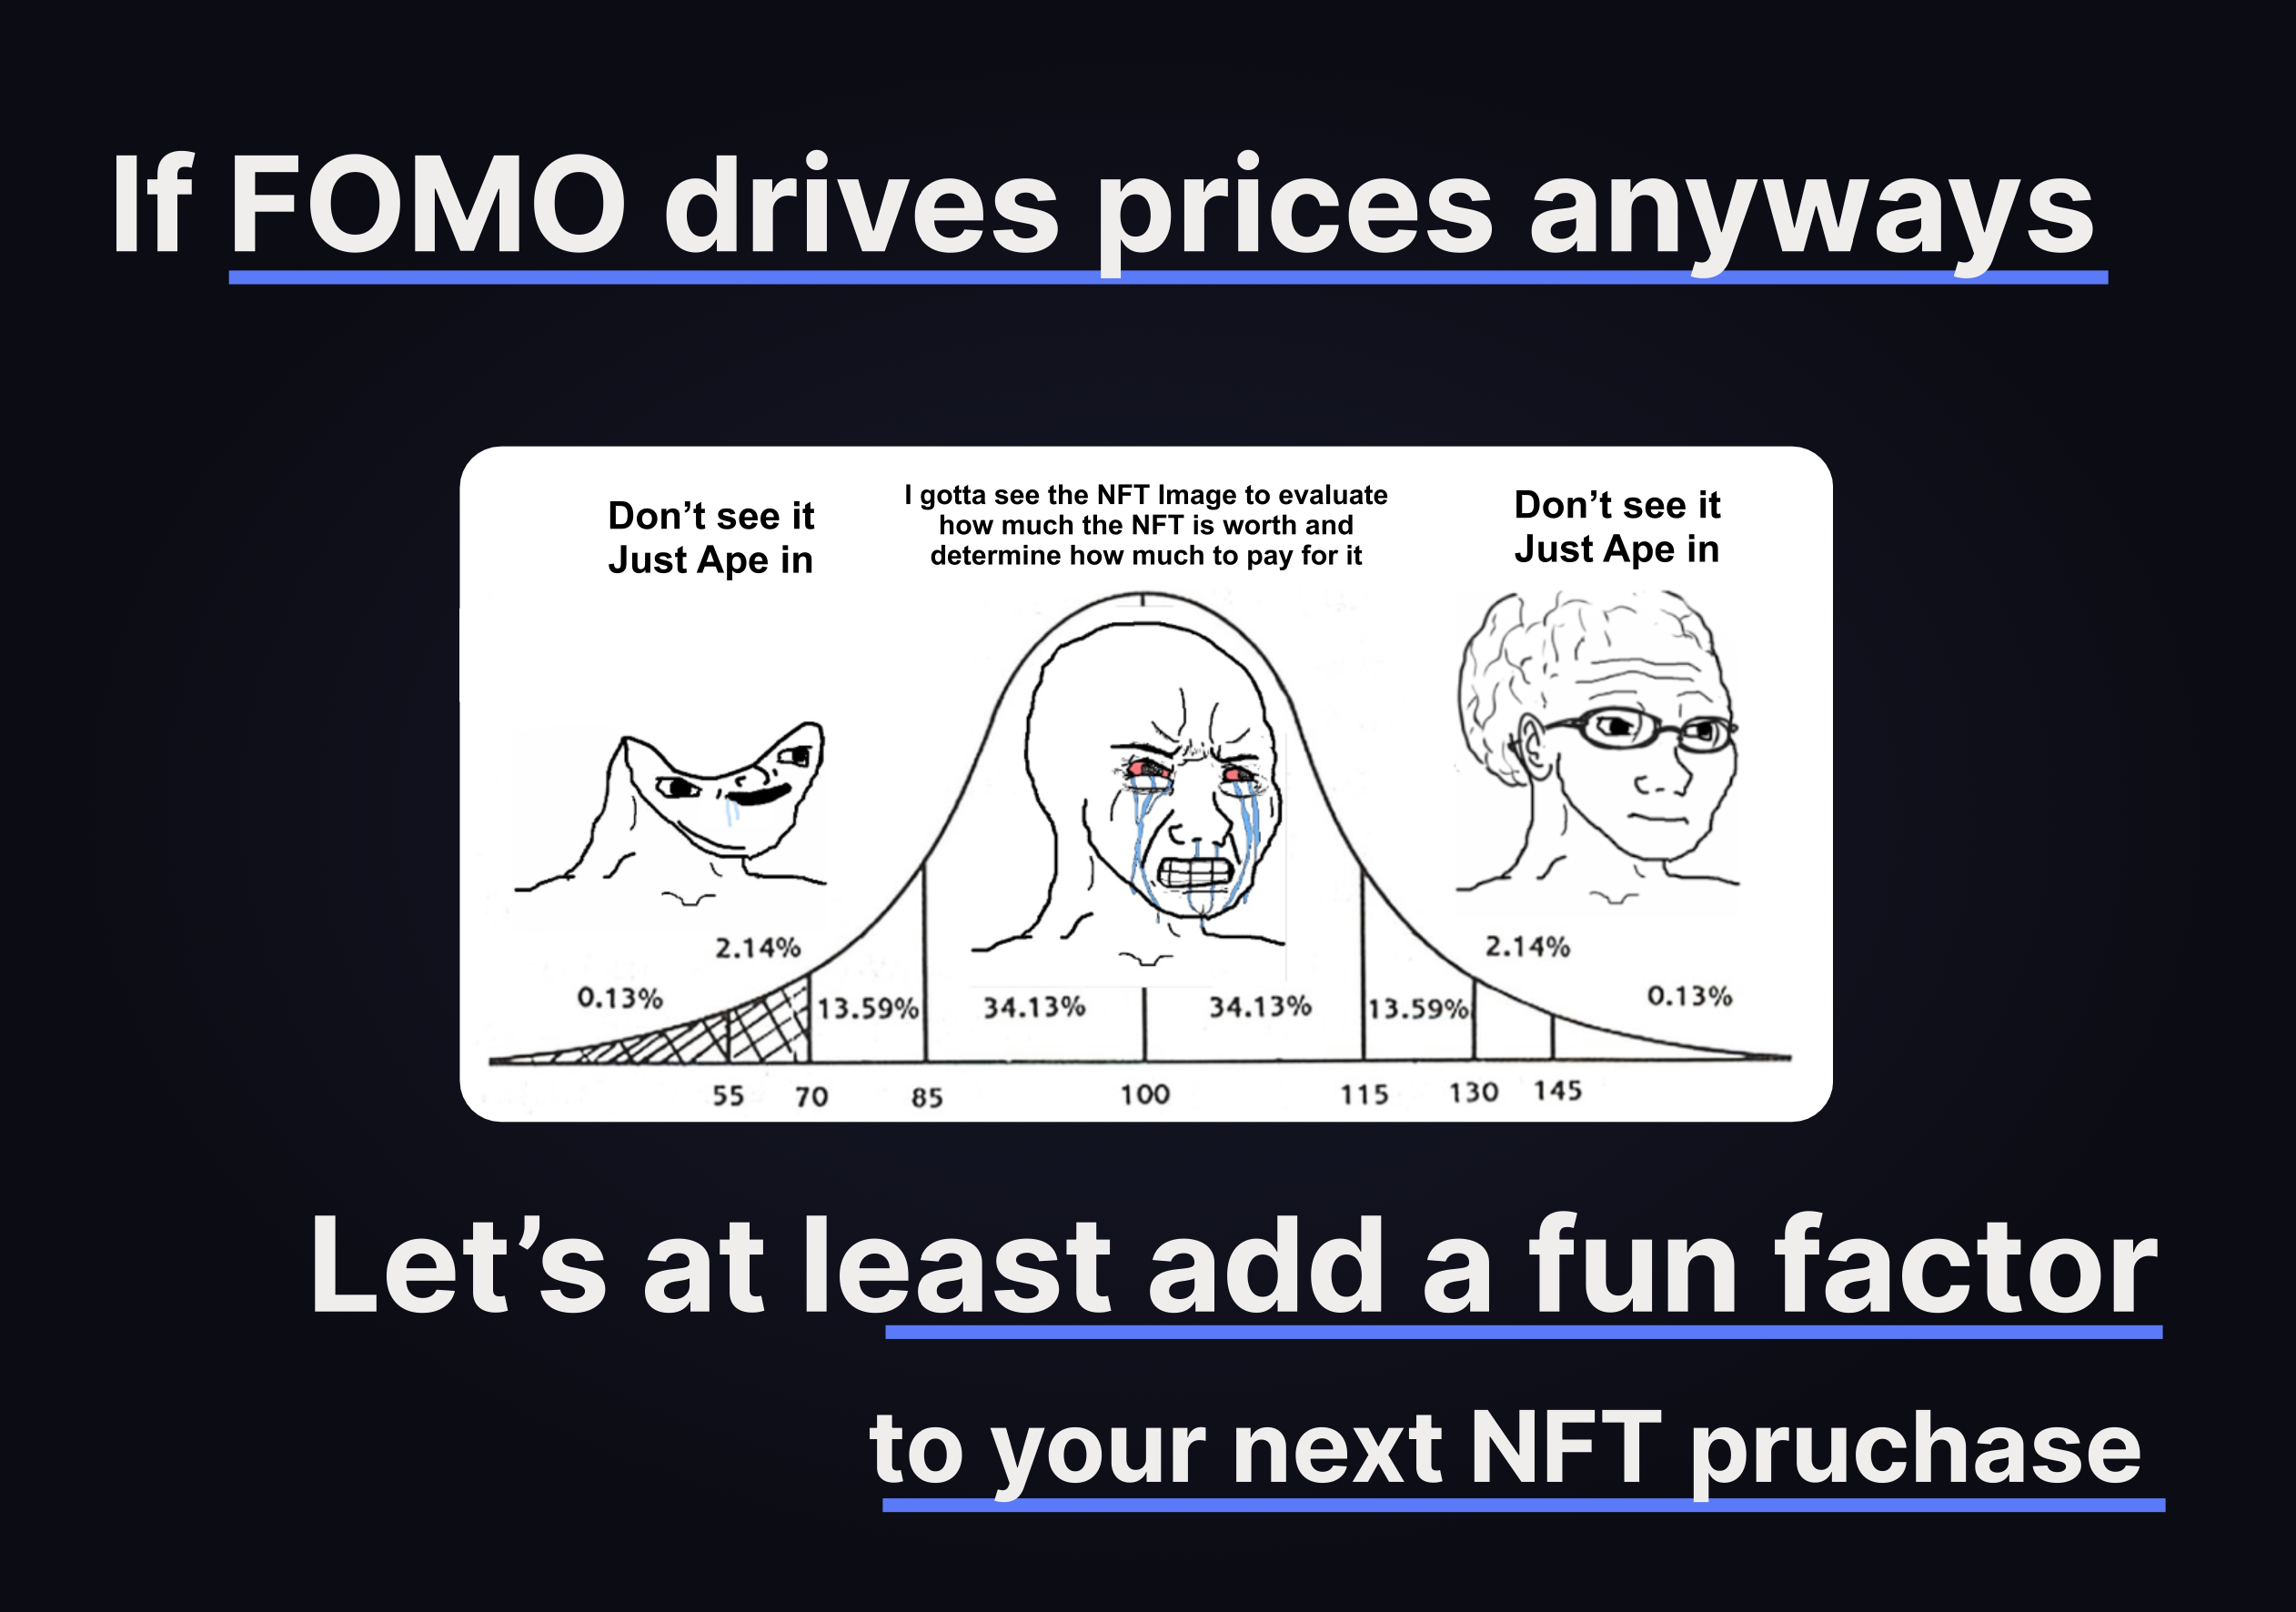 If FOMO drives prices anyways
Don’t see it
Just Ape in
I gotta see the NFT Image to evaluate
how much the NFT is worth and
determine how much to pay for it
Don’t see it
Just Ape in
2.14%
2.14%
0.13%
0.13%
13.59%
34.13%
34.13%
13.59%
55
70
85
100
115
130
145
Let’s at least add a fun factor
to your next NFT pruchase